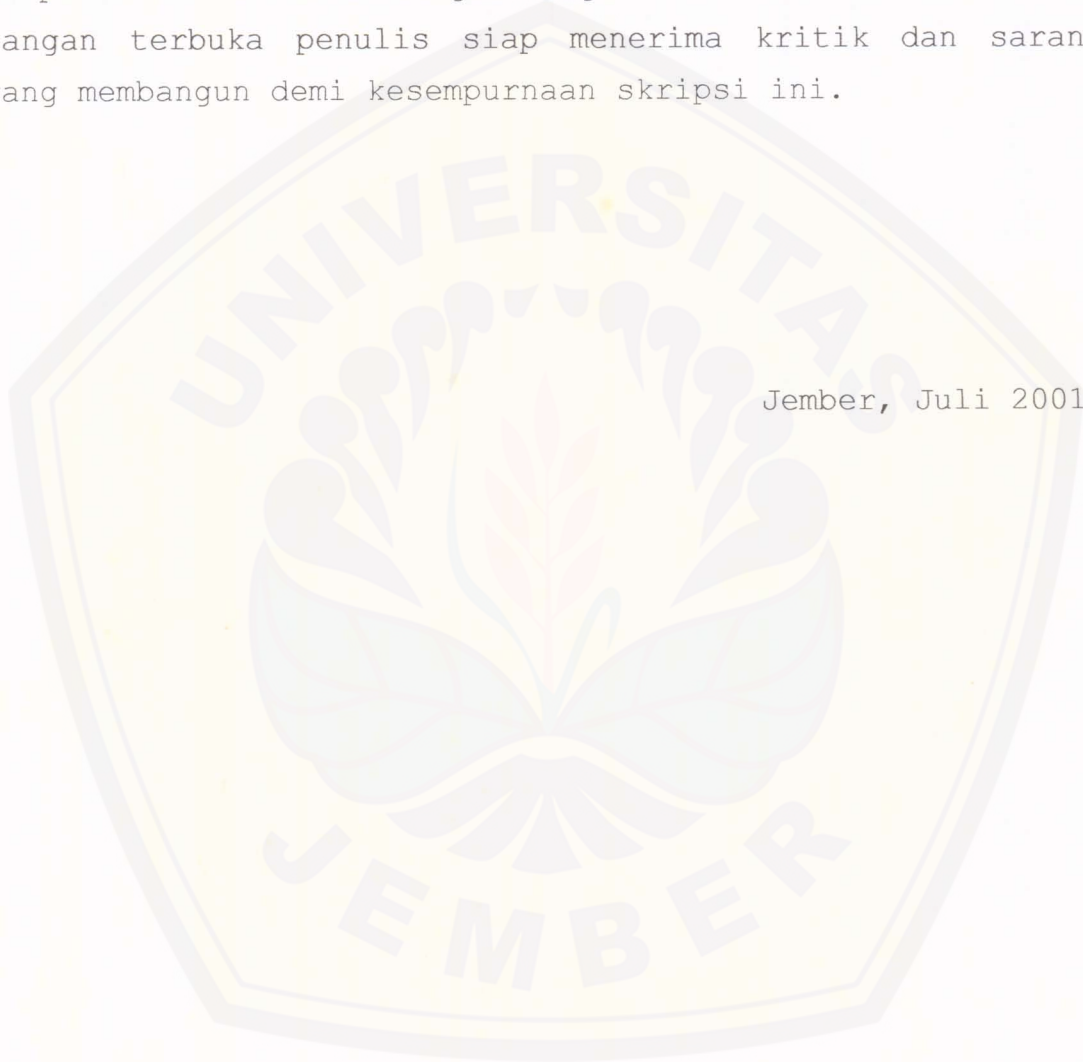 angan terbuka penulis siap menerima kritik dan saran
ang membangun demi kesempurnaan skripsi ini.
UNIVERSITAS
Jember, Juli 2001
JEMBER